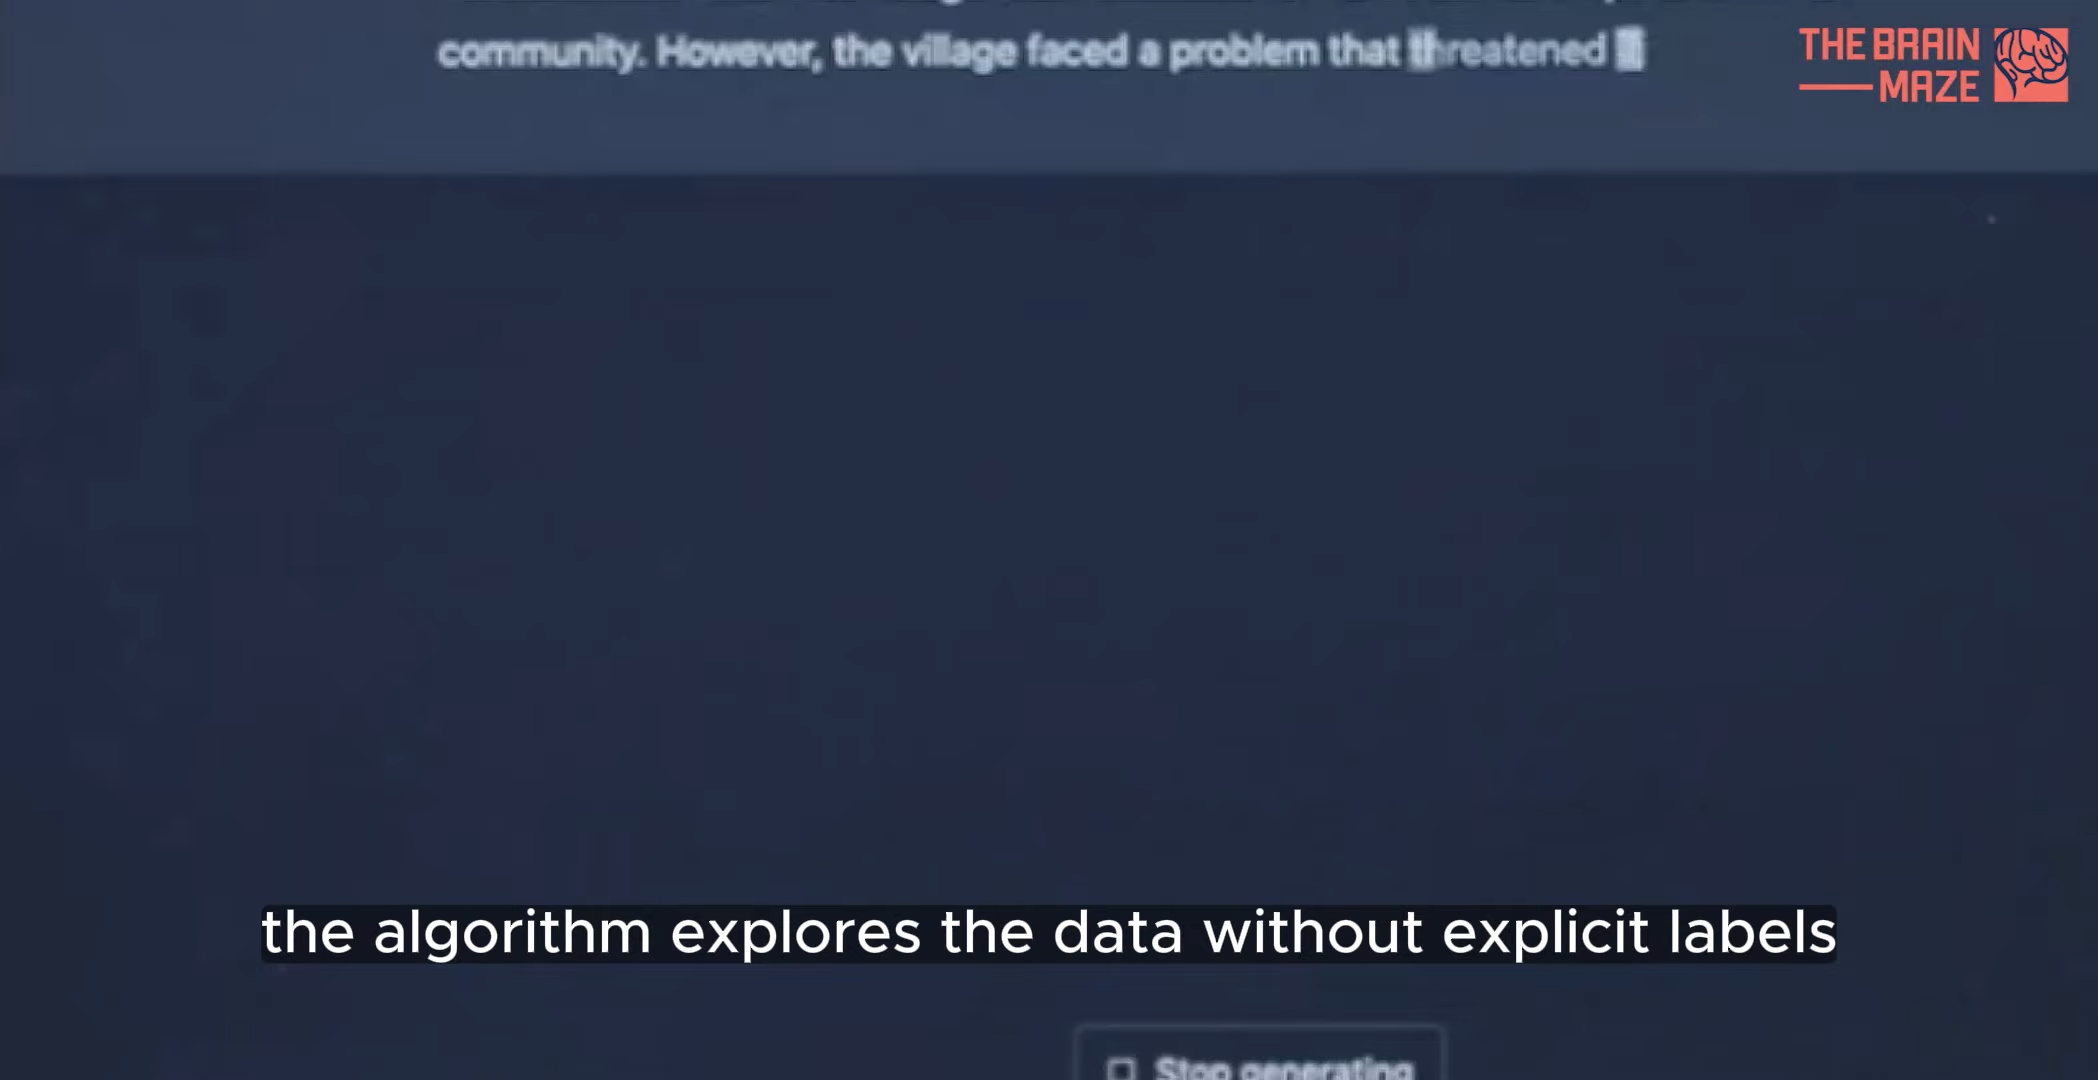 community. However, the village faced a problem that threatened
THE BRAIN
MAZE
the algorithm explores the data without explicit labels
Stop generating